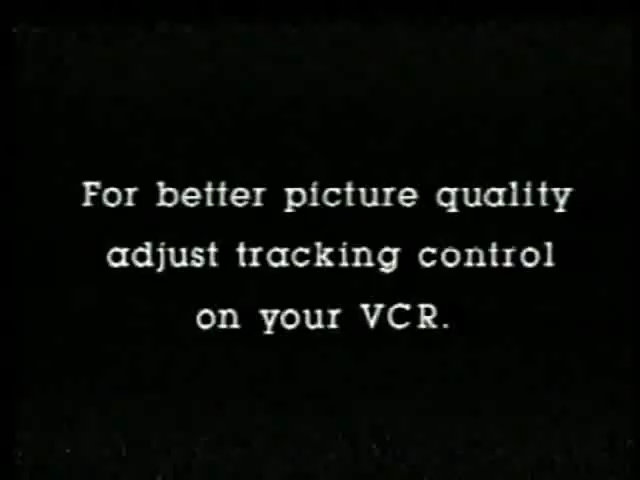 For better picture quality
adjust tracking control
on your VCR.